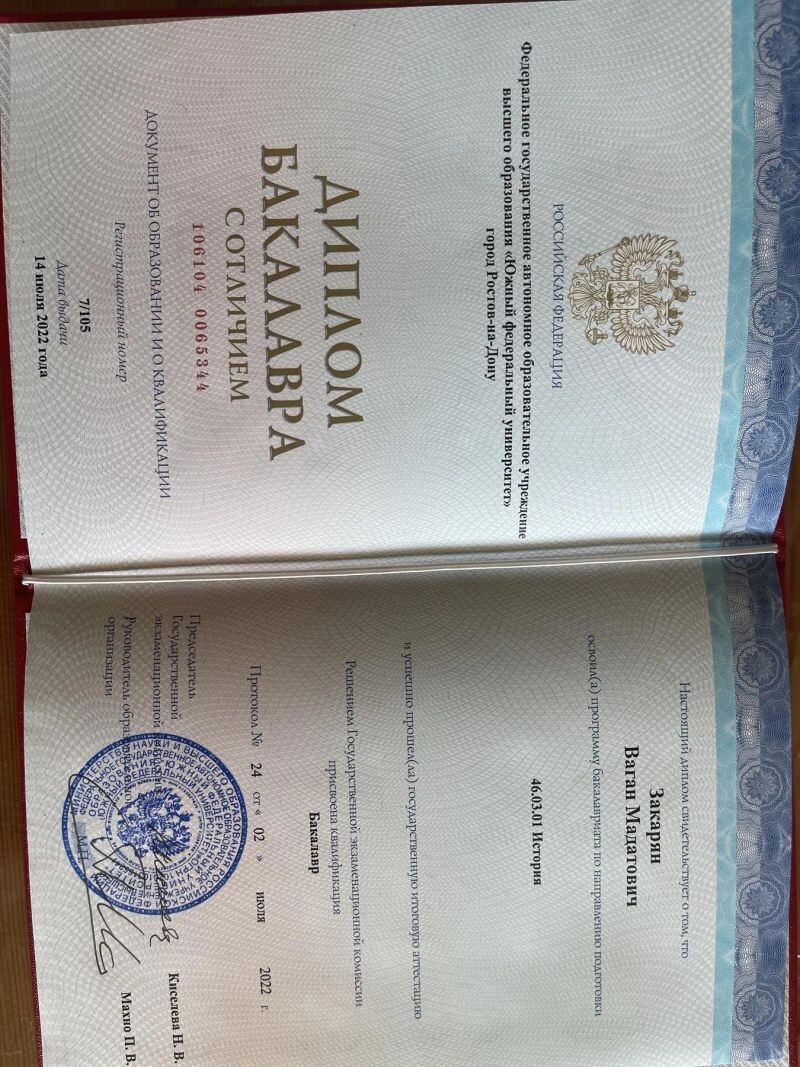 РОССИЙСКАЯ ФЕДЕРАЦИЯ
Федеральное государственное автономное образовательное учреждение
высшего образования «Южный федеральный университет»
город Ростов-на-Дону
ДИПЛОМ
БАКАЛАВРА
С ОТЛИЧИЕМ
106104 0065344
ДОКУМЕНТ ОБ ОБРАЗОВАНИИ И О КВАЛИФИКАЦИИ
Регистрационный номер
7/105
Дата выдачи
14 июля 2022 года
Настоящий диплом свидетельствует о том, что
Закарян
Ваган Мадатович
освоил(а) программу бакалавриата по направлению подготовки
46.03.01 История
и успешно прошел(ла) государственную итоговую аттестацию
Решением Государственной экзаменационной комиссии
присвоена квалификация
Бакалавр
Протокол № 24 от « 02 » июля 2022 г.
Председатель
Государственной
экзаменационной
Киселева Н. В.
Руководитель
организации
Махно П. В.
М.П.